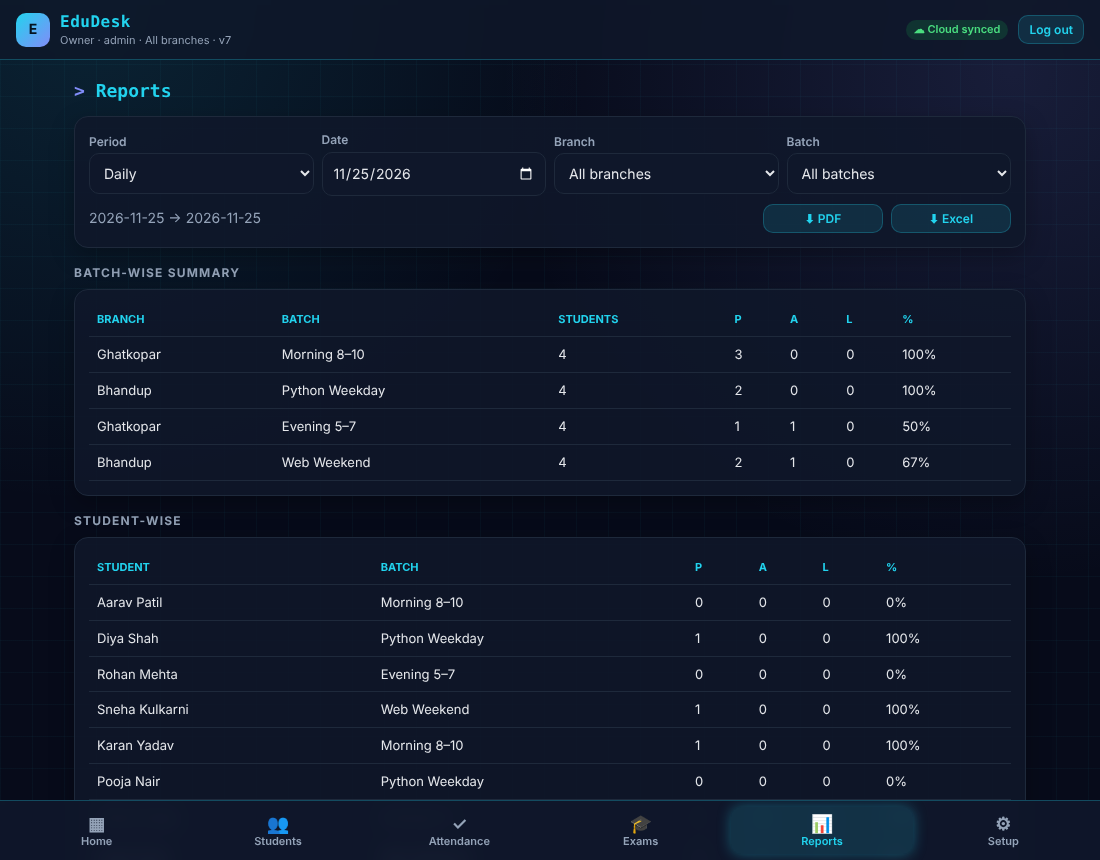 E
EduDesk
Owner · admin · All branches · v7
☁ Cloud synced
Log out
> Reports
Period Date Branch Batch
Daily 11/25/2026 All branches All batches
2026-11-25 → 2026-11-25
⬇ PDF ⬇ Excel
BATCH-WISE SUMMARY
BRANCH BATCH STUDENTS P A L %
Ghatkopar Morning 8–10 4 3 0 0 100%
Bhandup Python Weekday 4 2 0 0 100%
Ghatkopar Evening 5–7 4 1 1 0 50%
Bhandup Web Weekend 4 2 1 0 67%
STUDENT-WISE
STUDENT BATCH P A L %
Aarav Patil Morning 8–10 0 0 0 0%
Diya Shah Python Weekday 1 0 0 100%
Rohan Mehta Evening 5–7 0 0 0 0%
Sneha Kulkarni Web Weekend 1 0 0 100%
Karan Yadav Morning 8–10 1 0 0 100%
Pooja Nair Python Weekday 0 0 0 0%
Home Students Attendance Exams Reports Setup